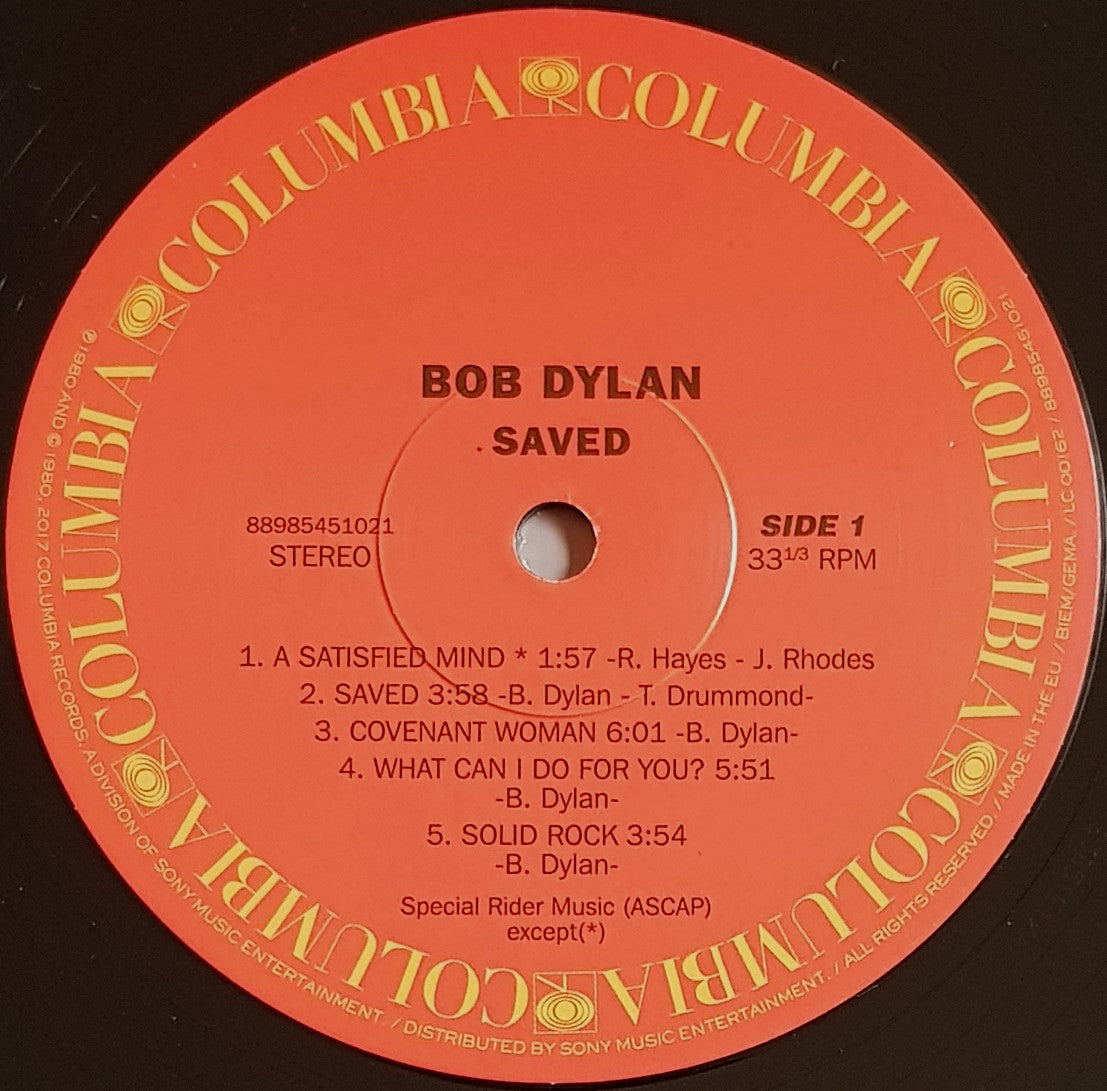 COLUMBIA COLUMBIA COLUMBIA COLUMBIA COLUMBIA COLUMBIA
BOB DYLAN
SAVED
88985451021
STEREO
SIDE 1
33 1/3 RPM
1. A SATISFIED MIND * 1:57 -R. Hayes - J. Rhodes
2. SAVED 3:58 -B. Dylan - T. Drummond-
3. COVENANT WOMAN 6:01 -B. Dylan-
4. WHAT CAN I DO FOR YOU? 5:51
-B. Dylan-
5. SOLID ROCK 3:54
-B. Dylan-
Special Rider Music (ASCAP)
except(*)
℗ 1980 AND © 1980, 2017 COLUMBIA RECORDS. A DIVISION OF SONY MUSIC ENTERTAINMENT. / DISTRIBUTED BY SONY MUSIC ENTERTAINMENT. / ALL RIGHTS RESERVED. / MADE IN THE EU / BIEM/GEMA. / LC 00162 / 88985451021.